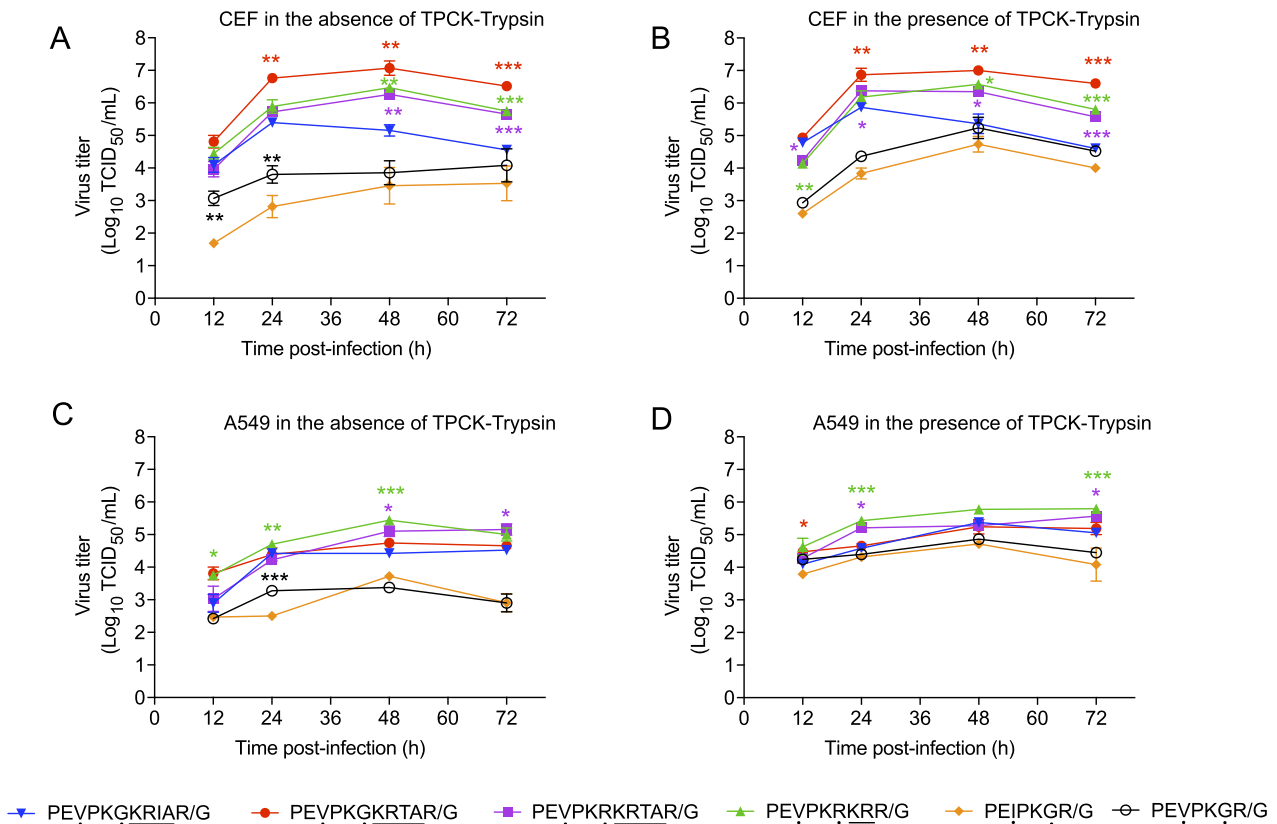 A
CEF in the absence of TPCK-Trypsin
Virus titer
(Log10 TCID50/mL)
8
7
6
5
4
3
2
1
0
** ** ***
** ***
** ***
**
**
0 12 24 36 48 60 72
Time post-infection (h)
B
CEF in the presence of TPCK-Trypsin
Virus titer
(Log10 TCID50/mL)
8
7
6
5
4
3
2
1
0
** ** ***
* ***
* * * ***
**
0 12 24 36 48 60 72
Time post-infection (h)
C
A549 in the absence of TPCK-Trypsin
Virus titer
(Log10 TCID50/mL)
8
7
6
5
4
3
2
1
0
* ** ***
* *
***
0 12 24 36 48 60 72
Time post-infection (h)
D
A549 in the presence of TPCK-Trypsin
Virus titer
(Log10 TCID50/mL)
8
7
6
5
4
3
2
1
0
*** ***
* * *
0 12 24 36 48 60 72
Time post-infection (h)
PEVPKGKRIAR/G PEVPKGKRTAR/G PEVPKRKRTAR/G PEVPKRKRR/G PEIPKGR/G PEVPKGR/G